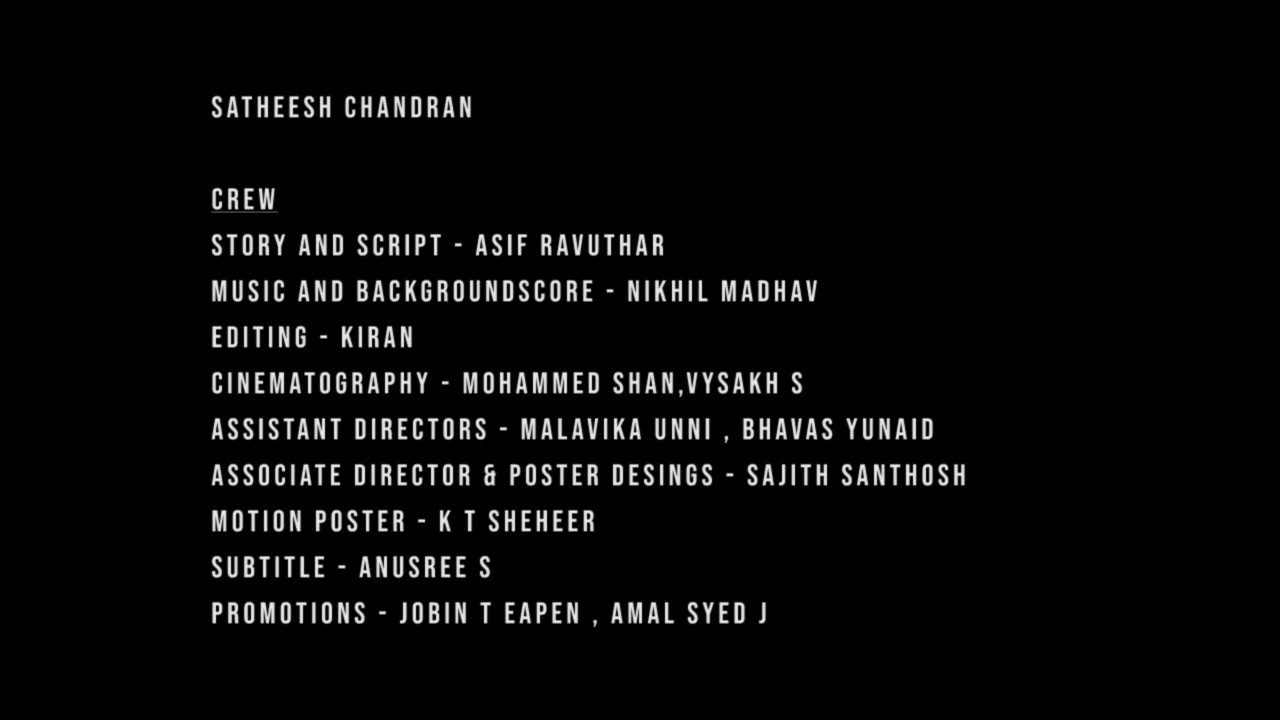 SATHEESH CHANDRAN
CREW
STORY AND SCRIPT - ASIF RAVUTHAR
MUSIC AND BACKGROUNDSCORE - NIKHIL MADHAV
EDITING - KIRAN
CINEMATOGRAPHY - MOHAMMED SHAN,VYSAKH S
ASSISTANT DIRECTORS - MALAVIKA UNNI , BHAVAS YUNAID
ASSOCIATE DIRECTOR & POSTER DESINGS - SAJITH SANTHOSH
MOTION POSTER - K T SHEHEER
SUBTITLE - ANUSREE S
PROMOTIONS - JOBIN T EAPEN , AMAL SYED J